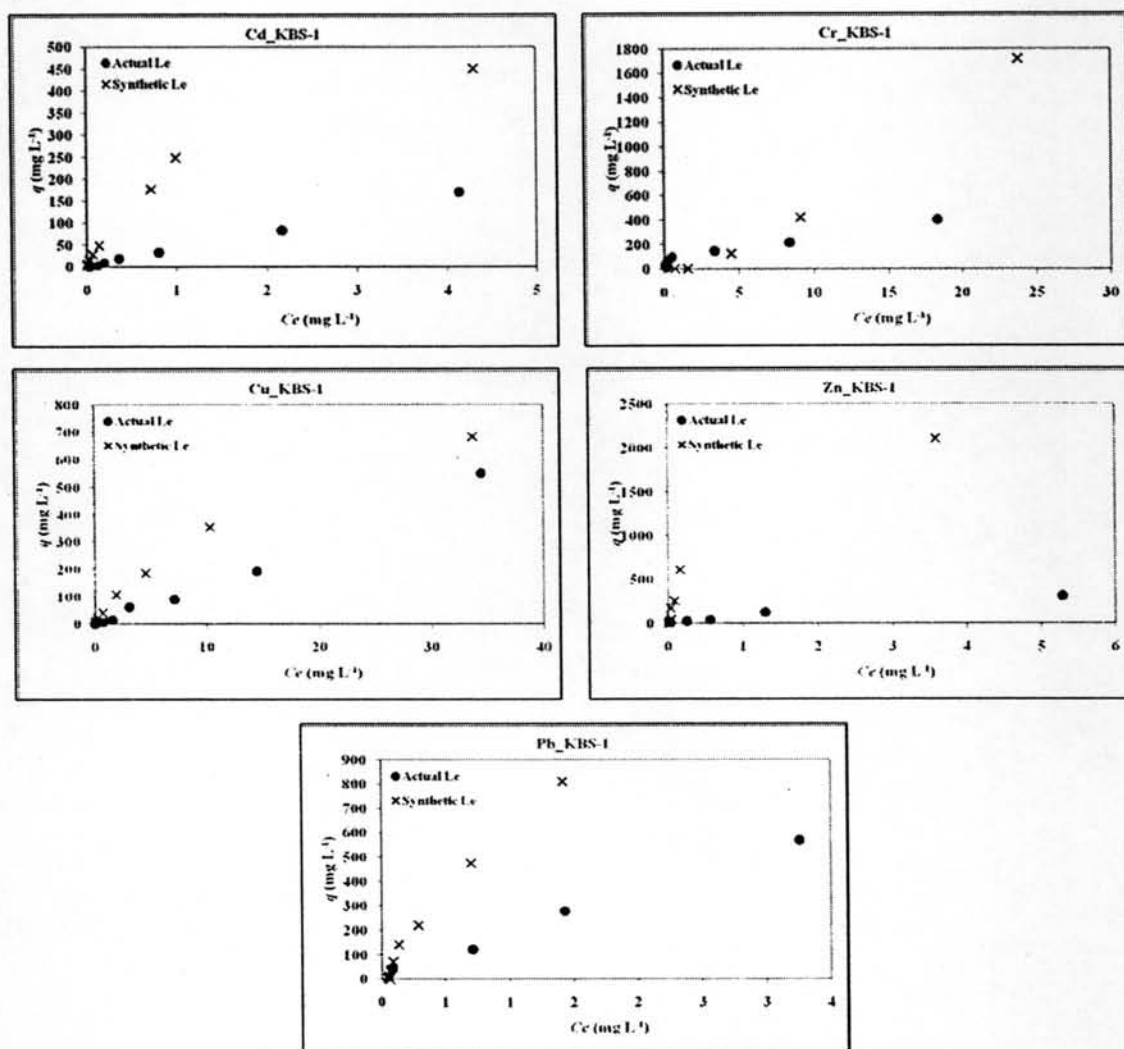 Cd_KBS-1
500
450
400
350
300
250
200
150
100
50
0
q (mg L-1)
Actual Le
Synthetic Le
0 1 2 3 4 5
Ce (mg L-1)
Cr_KBS-1
1800
1600
1400
1200
1000
800
600
400
200
0
q (mg L-1)
Actual Le
Synthetic Le
0 5 10 15 20 25 30
Ce (mg L-1)
Cu_KBS-1
800
700
600
500
400
300
200
100
0
q (mg L-1)
Actual Le
Synthetic Le
0 10 20 30 40
Ce (mg L-1)
Zn_KBS-1
2500
2000
1500
1000
500
0
q (mg L-1)
Actual Le
Synthetic Le
0 1 2 3 4 5 6
Ce (mg L-1)
Pb_KBS-1
900
800
700
600
500
400
300
200
100
0
q (mg L-1)
Actual Le
Synthetic Le
0 1 1 2 2 3 3 4
Ce (mg L-1)